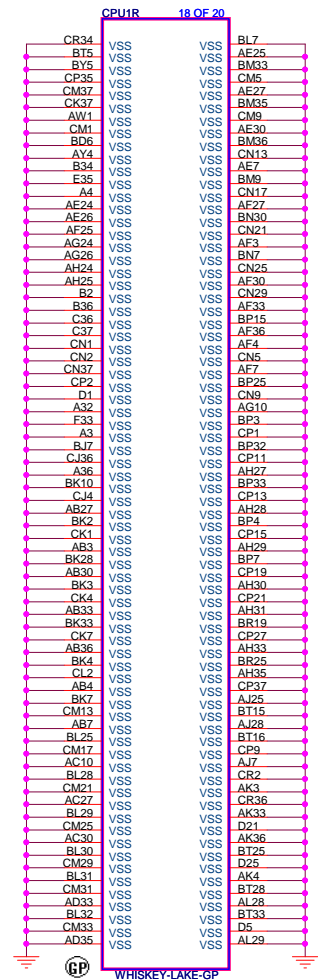 CPU1R 18 OF 20
CR34 VSS VSS BL7
BT5 VSS VSS AE25
BY5 VSS VSS BM33
CP35 VSS VSS CM5
CM37 VSS VSS AE27
CK37 VSS VSS BM35
AW1 VSS VSS CM9
CM1 VSS VSS AE30
BD6 VSS VSS BM36
AY4 VSS VSS CN13
B34 VSS VSS AE7
E35 VSS VSS BM9
A4 VSS VSS CN17
AE24 VSS VSS AF27
AE26 VSS VSS BN30
AF25 VSS VSS CN21
AG24 VSS VSS AF3
AG26 VSS VSS BN7
AH24 VSS VSS CN25
AH25 VSS VSS AF30
B2 VSS VSS CN29
B36 VSS VSS AF33
C36 VSS VSS BP15
C37 VSS VSS AF36
CN1 VSS VSS AF4
CN2 VSS VSS CN5
CN37 VSS VSS AF7
CP2 VSS VSS BP25
D1 VSS VSS CN9
A32 VSS VSS AG10
F33 VSS VSS BP3
A3 VSS VSS CP1
BJ7 VSS VSS BP32
CJ36 VSS VSS CP11
A36 VSS VSS AH27
BK10 VSS VSS BP33
CJ4 VSS VSS CP13
AB27 VSS VSS AH28
BK2 VSS VSS BP4
CK1 VSS VSS CP15
AB3 VSS VSS AH29
BK28 VSS VSS BP7
AB30 VSS VSS CP19
BK3 VSS VSS AH30
CK4 VSS VSS CP21
AB33 VSS VSS AH31
BK33 VSS VSS BR19
CK7 VSS VSS CP27
AB36 VSS VSS AH33
BK4 VSS VSS BR25
CL2 VSS VSS AH35
AB4 VSS VSS CP37
BK7 VSS VSS AJ25
CM13 VSS VSS BT15
AB7 VSS VSS AJ28
BL25 VSS VSS BT16
CM17 VSS VSS CP9
AC10 VSS VSS AJ7
BL28 VSS VSS CR2
CM21 VSS VSS AK3
AC27 VSS VSS CR36
BL29 VSS VSS AK33
CM25 VSS VSS D21
AC30 VSS VSS AK36
BL30 VSS VSS BT25
CM29 VSS VSS D25
BL31 VSS VSS AK4
CM31 VSS VSS BT28
AD33 VSS VSS AL28
BL32 VSS VSS BT33
CM33 VSS VSS D5
AD35 VSS VSS AL29
GP
WHISKEY-LAKE-GP